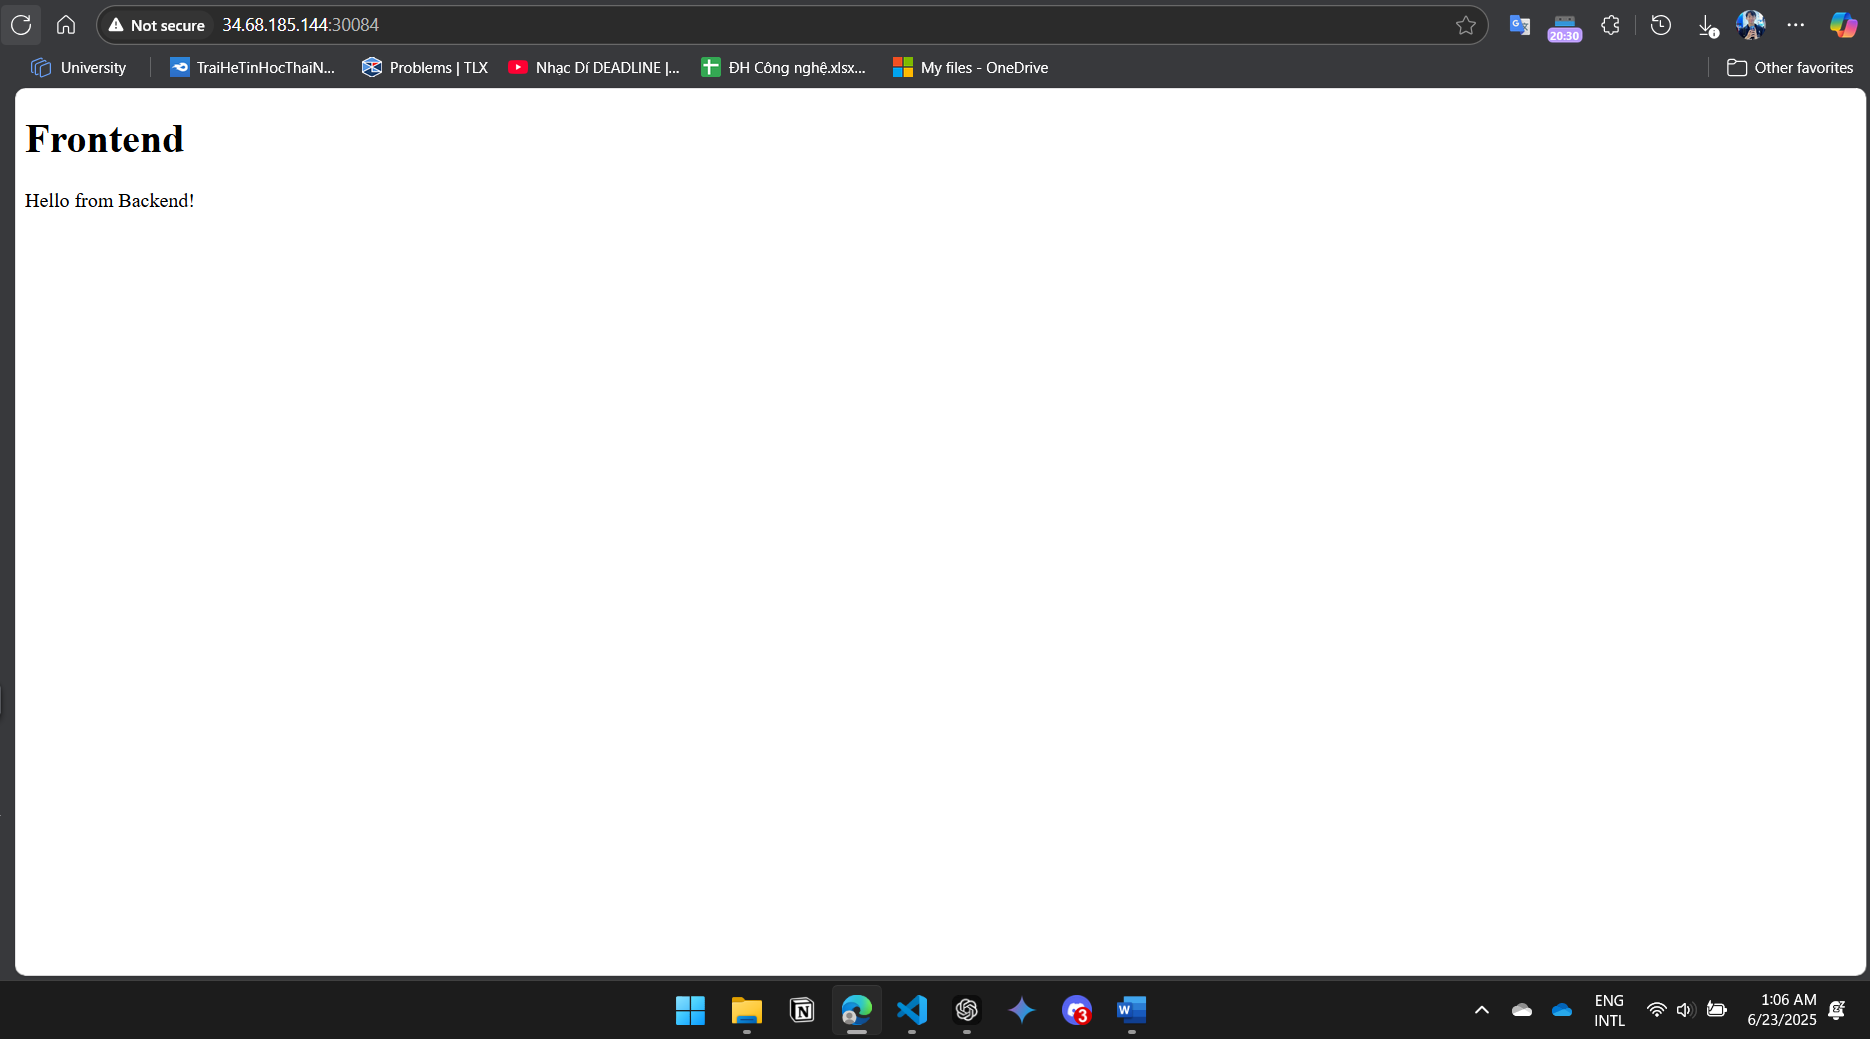 Not secure 34.68.185.144:30084
20:30
University TraiHeTinHocThaiN... Problems | TLX Nhạc Dí DEADLINE |... ĐH Công nghệ.xlsx... My files - OneDrive Other favorites
Frontend
Hello from Backend!
3
ENG
INTL
1:06 AM
6/23/2025